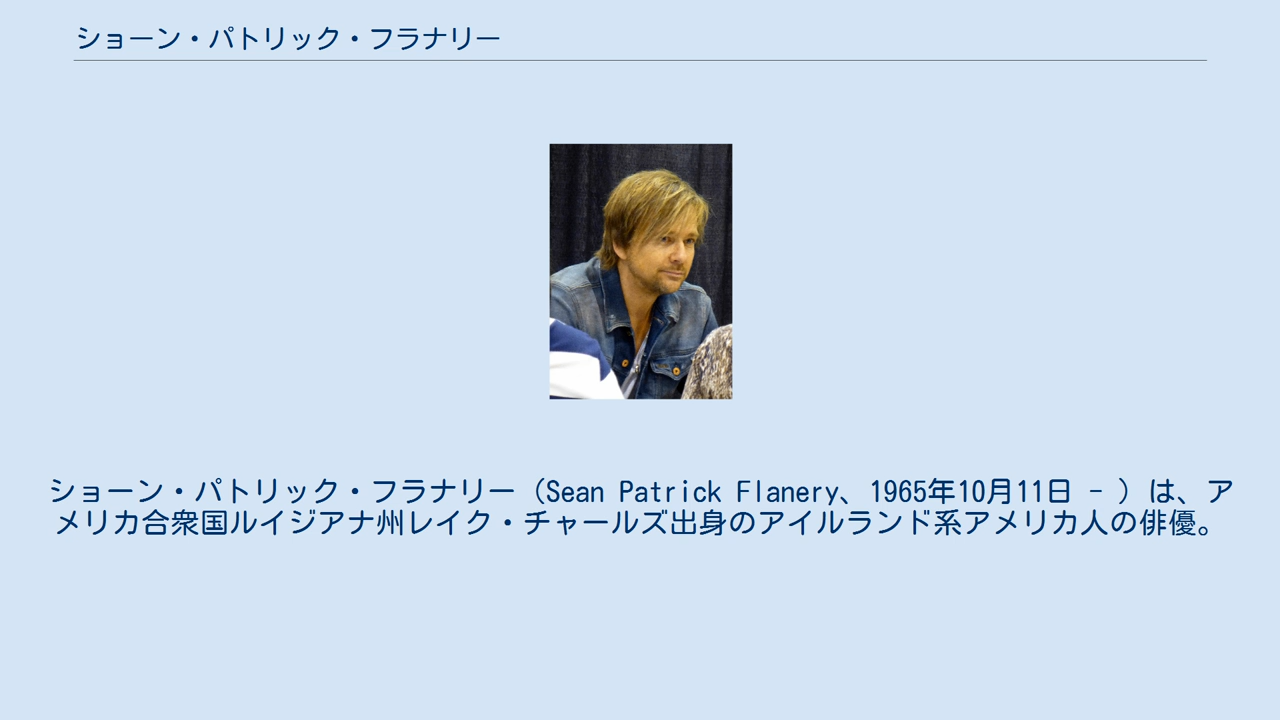 ショーン・パトリック・フラナリー
ショーン・パトリック・フラナリー（Sean Patrick Flanery、1965年10月11日 - ）は、ア
メリカ合衆国ルイジアナ州レイク・チャールズ出身のアイルランド系アメリカ人の俳優。